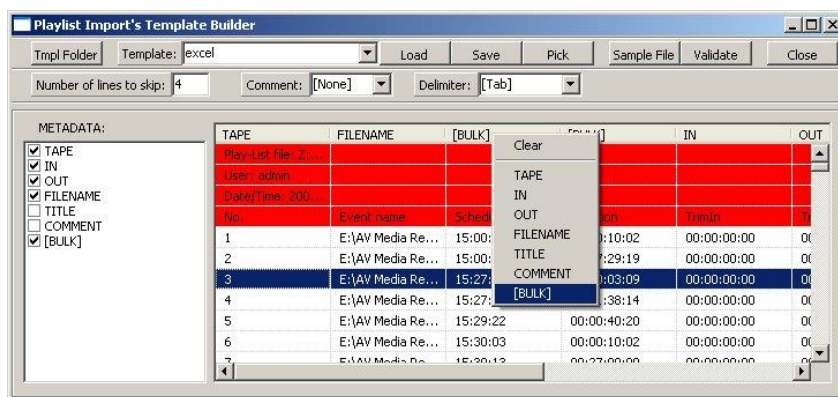 Playlist Import's Template Builder
Tmpl Folder Template: excel Load Save Pick Sample File Validate Close
Number of lines to skip: 4 Comment: [None] Delimiter: [Tab]
METADATA:
TAPE
IN
OUT
FILENAME
TITLE
COMMENT
[BULK]
TAPE FILENAME [BULK] IN OUT
Play-List file: Z:...
User: admin
Date/Time: 200...
No. Event name TrimIn
1 E:\AV Media Re... 15:00: 00:00:00:00
2 E:\AV Media Re... 15:00: :29:19 00:00:00:00
3 E:\AV Media Re... 15:27: :03:09 00:00:00:00
4 E:\AV Media Re... 15:27: :38:14 00:00:00:00
5 E:\AV Media Re... 15:29:22 00:00:40:20 00:00:00:00
6 E:\AV Media Re... 15:30:03 00:00:10:02 00:00:00:00
Clear
TAPE
IN
OUT
FILENAME
TITLE
COMMENT
[BULK]